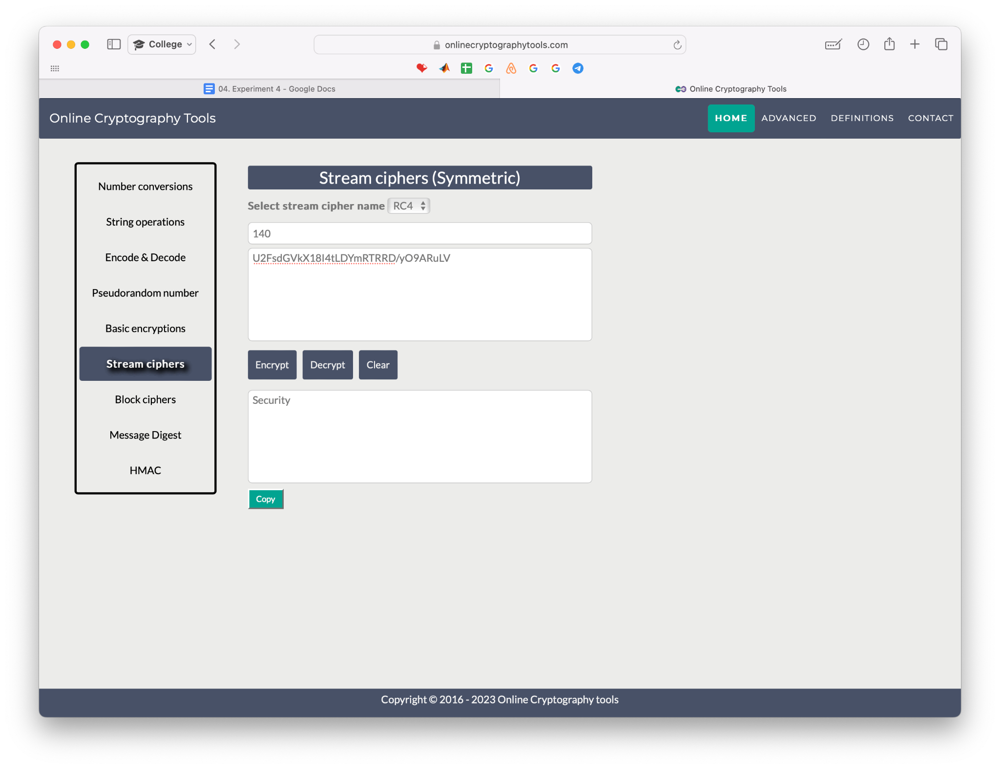 College
onlinecryptographytools.com
04. Experiment 4 - Google Docs
Online Cryptography Tools
Online Cryptography Tools
HOME
ADVANCED
DEFINITIONS
CONTACT
Number conversions
String operations
Encode & Decode
Pseudorandom number
Basic encryptions
Stream ciphers
Block ciphers
Message Digest
HMAC
Stream ciphers (Symmetric)
Select stream cipher name RC4
140
U2FsdGVkX18I4tLDYmRTRRD/yO9ARuLV
Encrypt
Decrypt
Clear
Security
Copy
Copyright © 2016 - 2023 Online Cryptography tools